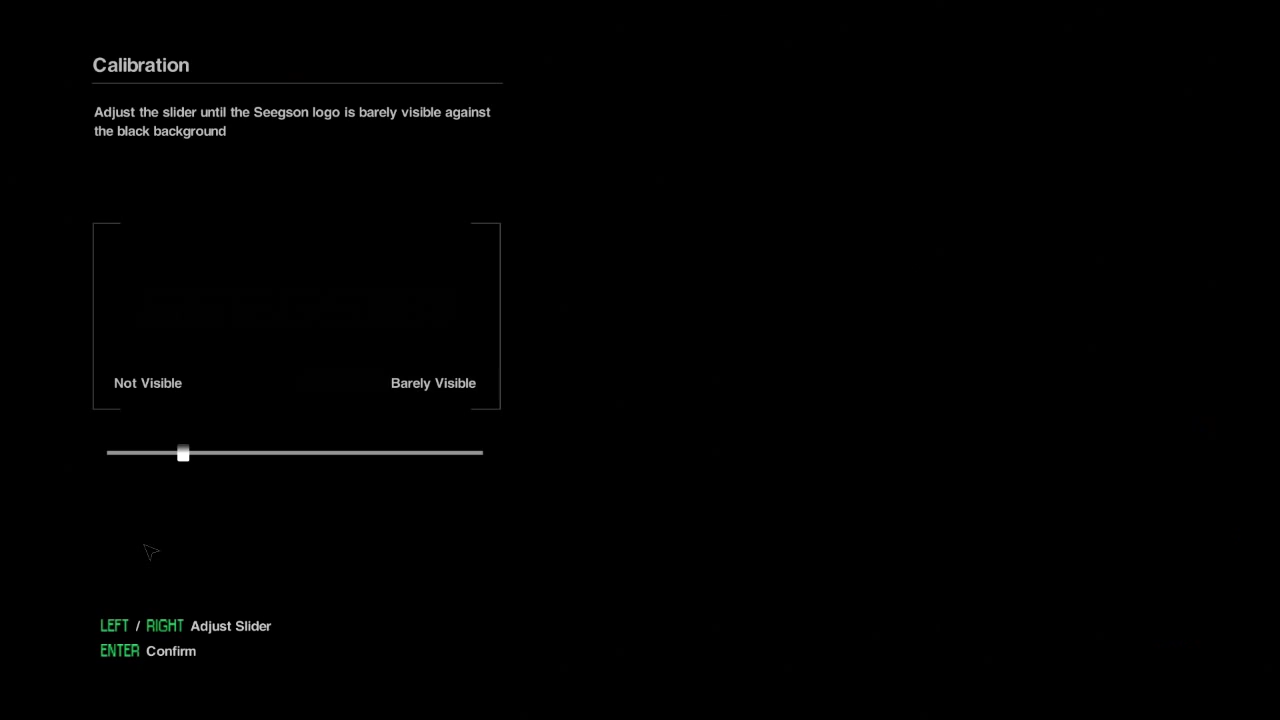 Calibration
Adjust the slider until the Seegson logo is barely visible against
the black background
Not Visible Barely Visible
LEFT / RIGHT Adjust Slider
ENTER Confirm